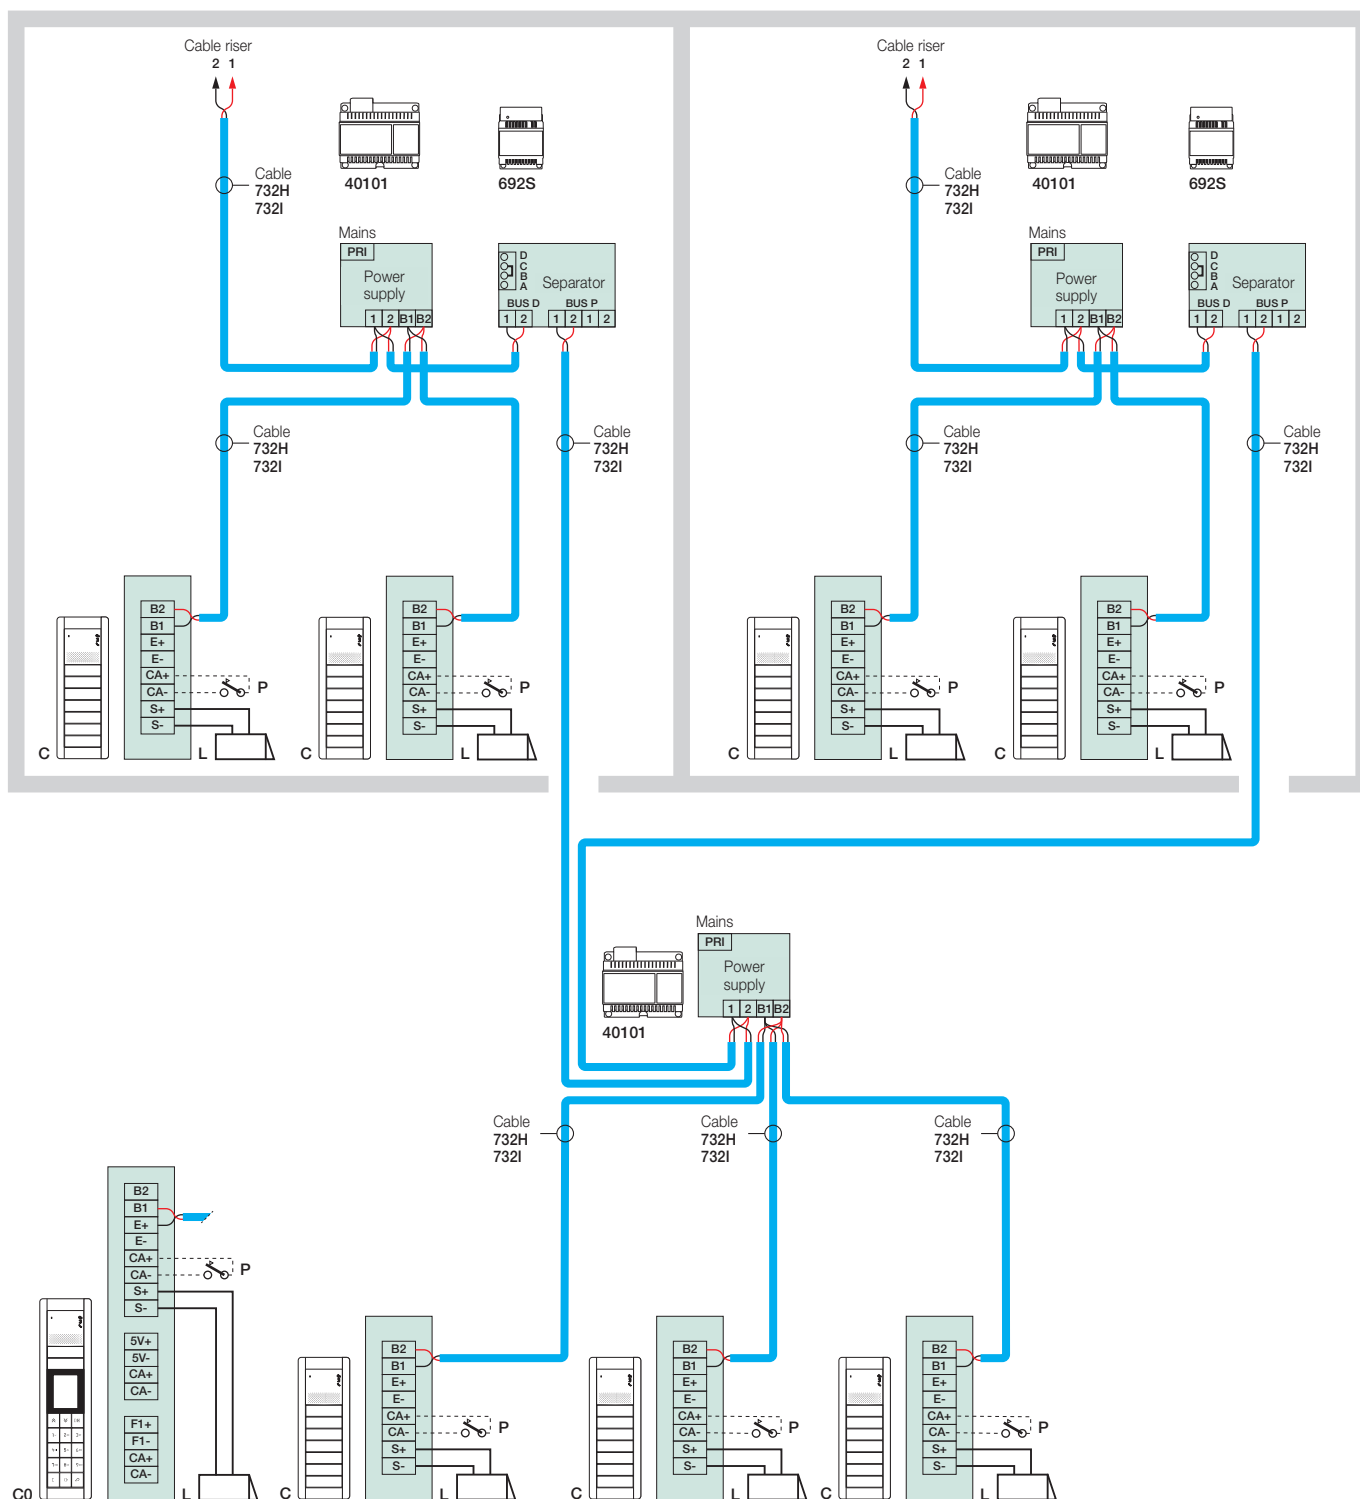 Cable riser
2 1
Cable
732H
732I
40101
692S
Mains
PRI
Power
supply
1 2 B1 B2
D
C
B
A
Separator
BUS D BUS P
1 2 1 2 1 2
Cable
732H
732I
Cable
732H
732I
B2
B1
E+
E-
CA+
CA-
S+
S-
P
C
L
B2
B1
E+
E-
CA+
CA-
S+
S-
P
C
L
Cable riser
2 1
Cable
732H
732I
40101
692S
Mains
PRI
Power
supply
1 2 B1 B2
D
C
B
A
Separator
BUS D BUS P
1 2 1 2 1 2
Cable
732H
732I
Cable
732H
732I
B2
B1
E+
E-
CA+
CA-
S+
S-
P
C
L
B2
B1
E+
E-
CA+
CA-
S+
S-
P
C
L
Mains
PRI
Power
supply
1 2 B1 B2
40101
Cable
732H
732I
Cable
732H
732I
Cable
732H
732I
B2
B1
E+
E-
CA+
CA-
S+
S-
5V+
5V-
CA+
CA-
F1+
F1-
CA+
CA-
P
C0
L
B2
B1
E+
E-
CA+
CA-
S+
S-
P
C
L
B2
B1
E+
E-
CA+
CA-
S+
S-
P
C
L
B2
B1
E+
E-
CA+
CA-
S+
S-
P
C
L